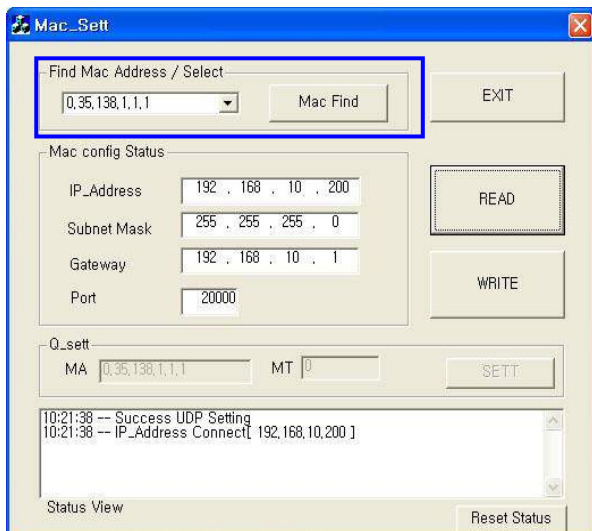 Mac_Sett
Find Mac Address / Select
0,35,138,1,1,1
Mac Find
EXIT
Mac config Status
IP_Address 192 . 168 . 10 . 200
Subnet Mask 255 . 255 . 255 . 0
Gateway 192 . 168 . 10 . 1
Port 20000
READ
WRITE
Q_sett
MA 0,35,138,1,1,1 MT 0 SETT
10:21:38 -- Success UDP Setting
10:21:38 -- IP_Address Connect[ 192,168,10,200 ]
Status View
Reset Status